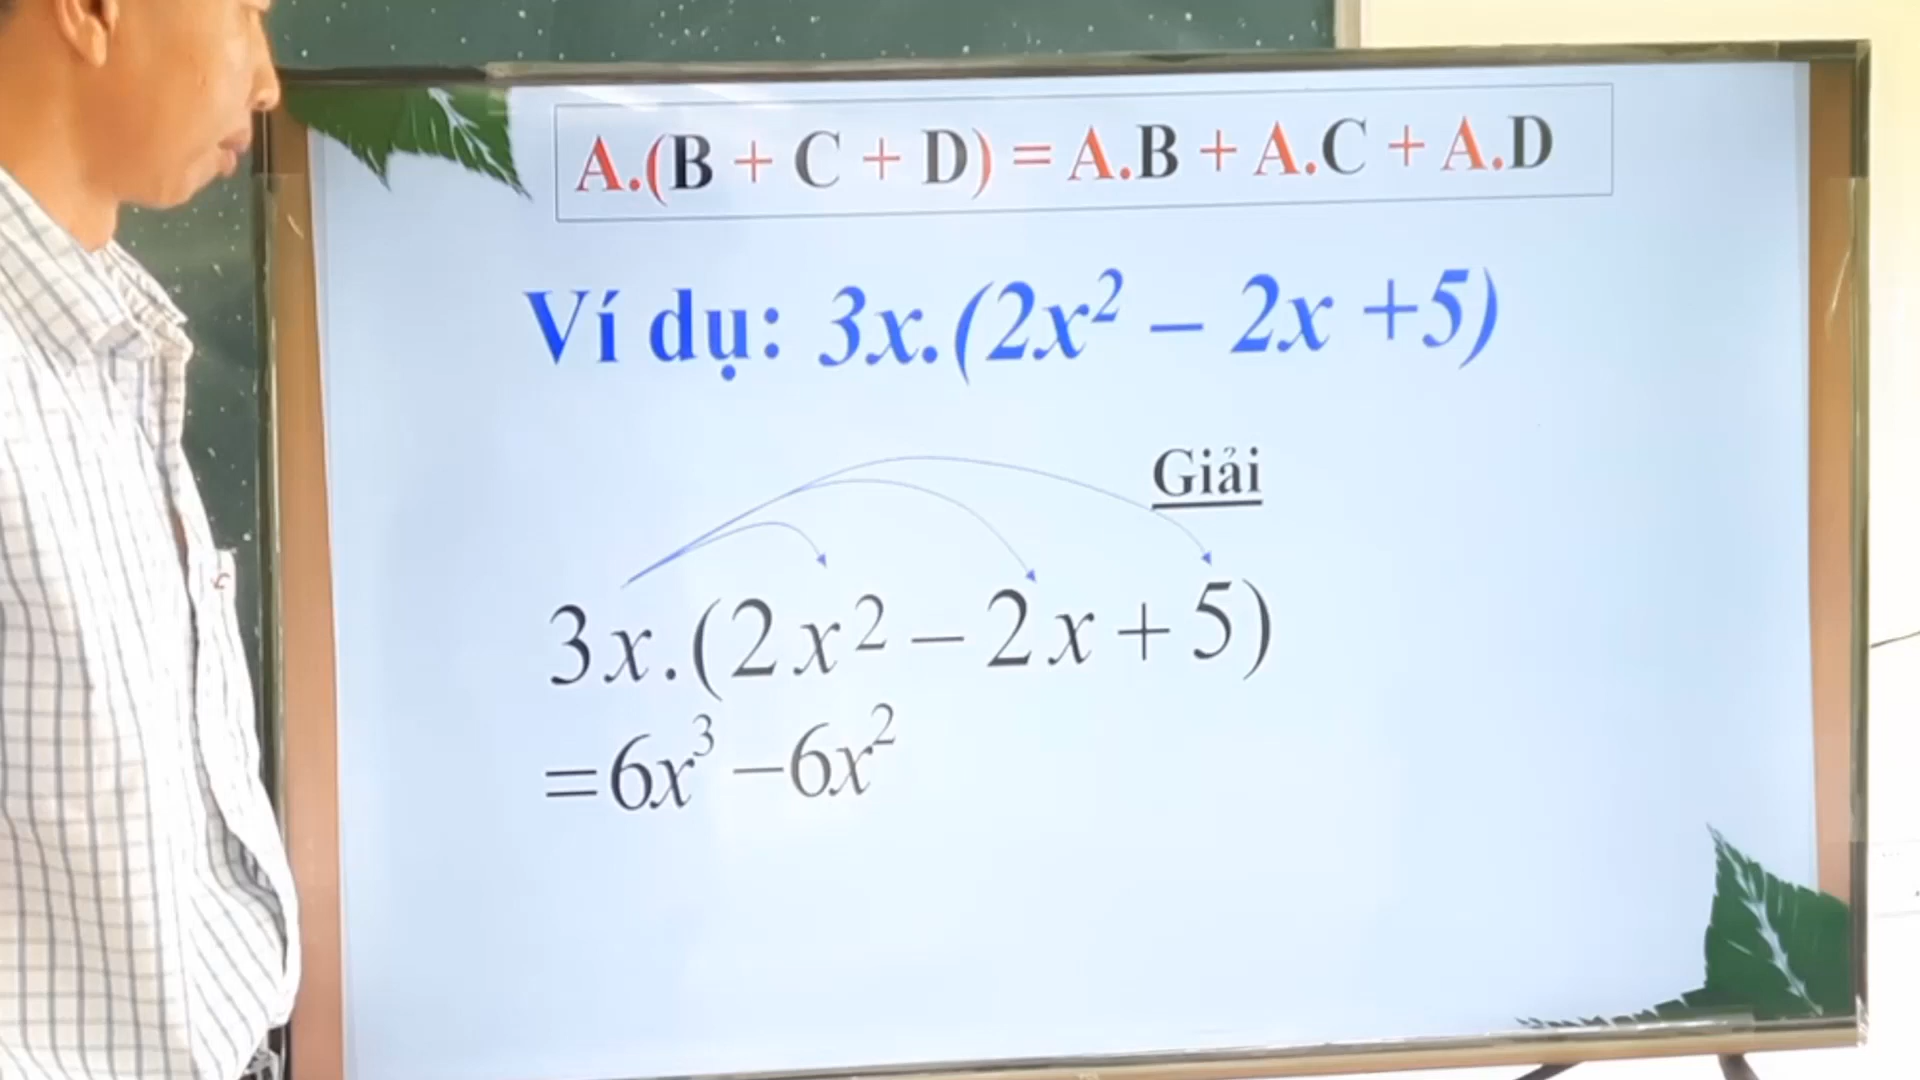 A.(B + C + D) = A.B + A.C + A.D
Ví dụ: 3x.(2x² – 2x +5)
Giải
3x.(2x² – 2x + 5)
=6x³ –6x²